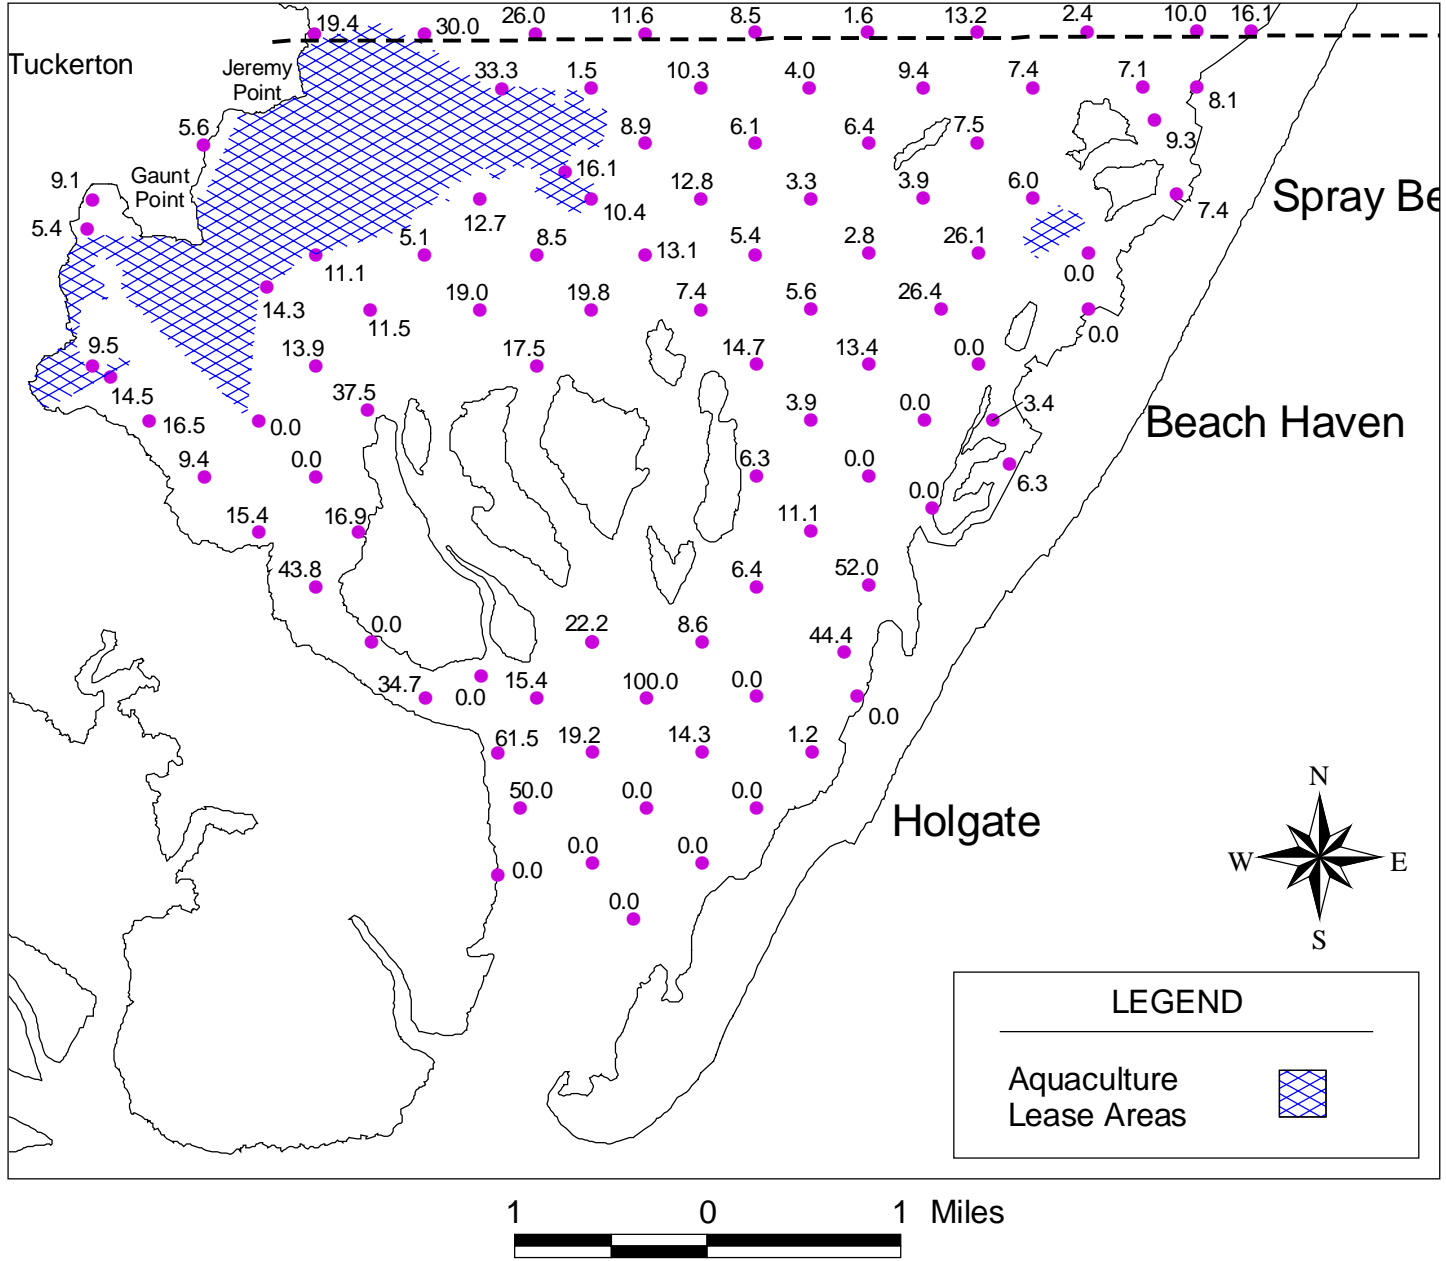 19.4 30.0 26.0 11.6 8.5 1.6 13.2 2.4 10.0 16.1
Tuckerton
Jeremy
Point
33.3 1.5 10.3 4.0 9.4 7.4 7.1 8.1
5.6 8.9 6.1 6.4 7.5 9.3
Gaunt
Point
9.1 16.1 12.8 3.3 3.9 6.0
Spray Be
5.4 12.7 10.4 7.4
5.1 8.5 13.1 5.4 2.8 26.1 0.0
11.1
14.3 19.0 19.8 7.4 5.6 26.4
11.5 0.0
9.5 13.9 17.5 14.7 13.4 0.0
14.5 37.5 3.9 0.0 3.4
16.5 0.0
Beach Haven
9.4 0.0 6.3 0.0 6.3
15.4 16.9 11.1 0.0
43.8 6.4 52.0
0.0 22.2 8.6 44.4
34.7 0.0 15.4 100.0 0.0 0.0
61.5 19.2 14.3 1.2
50.0 0.0 0.0
Holgate
0.0 0.0 0.0
0.0
N
W E
S
LEGEND
Aquaculture
Lease Areas
1 0 1 Miles